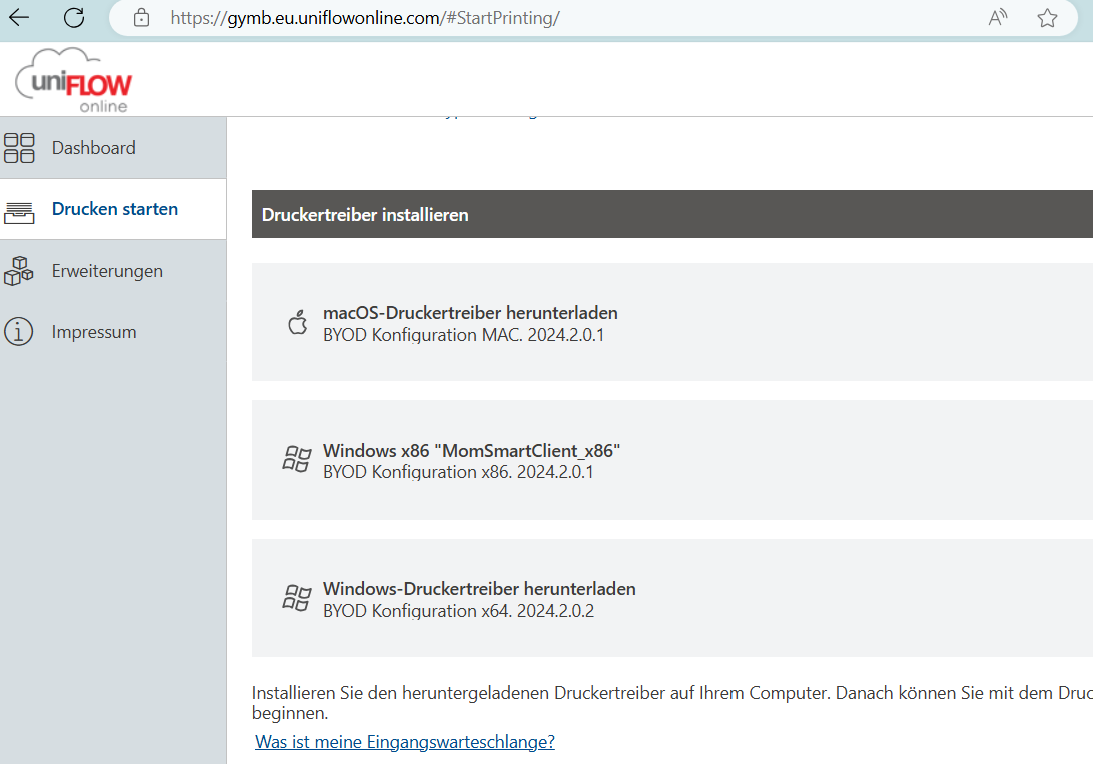 https://gymb.eu.uniflowonline.com/#StartPrinting/
uniFLOW
online
Dashboard
Drucken starten
Erweiterungen
Impressum
Druckertreiber installieren
macOS-Druckertreiber herunterladen
BYOD Konfiguration MAC. 2024.2.0.1
Windows x86 "MomSmartClient_x86"
BYOD Konfiguration x86. 2024.2.0.1
Windows-Druckertreiber herunterladen
BYOD Konfiguration x64. 2024.2.0.2
Installieren Sie den heruntergeladenen Druckertreiber auf Ihrem Computer. Danach können Sie mit dem Druc
beginnen.
Was ist meine Eingangswarteschlange?